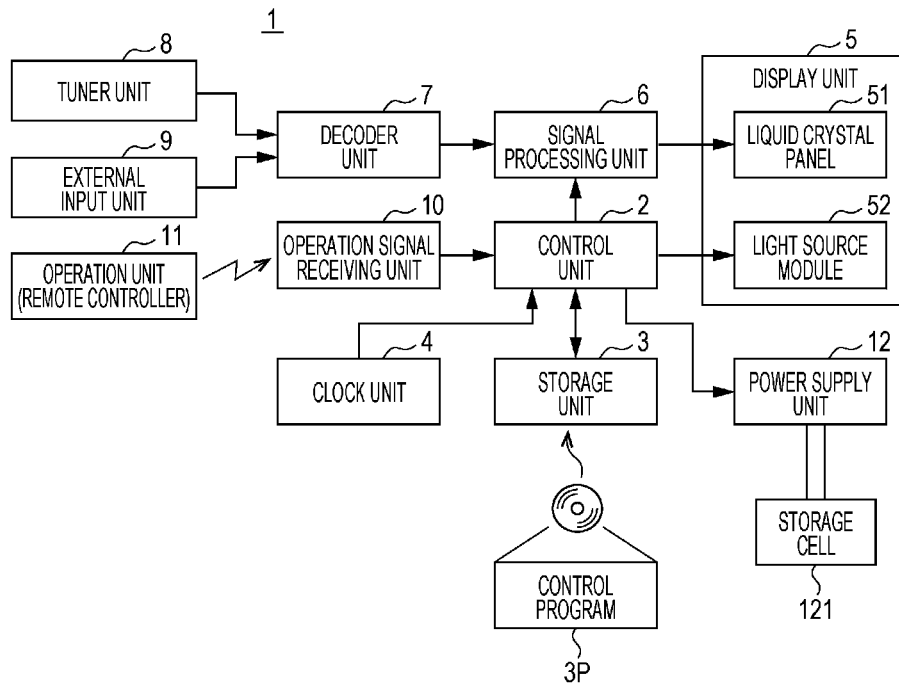 1
8
TUNER UNIT
9
EXTERNAL
INPUT UNIT
11
OPERATION UNIT
(REMOTE CONTROLLER)
7
DECODER
UNIT
10
OPERATION SIGNAL
RECEIVING UNIT
4
CLOCK UNIT
6
SIGNAL
PROCESSING UNIT
2
CONTROL
UNIT
3
STORAGE
UNIT
CONTROL
PROGRAM
3P
5
DISPLAY UNIT
51
LIQUID CRYSTAL
PANEL
52
LIGHT SOURCE
MODULE
12
POWER SUPPLY
UNIT
STORAGE
CELL
121